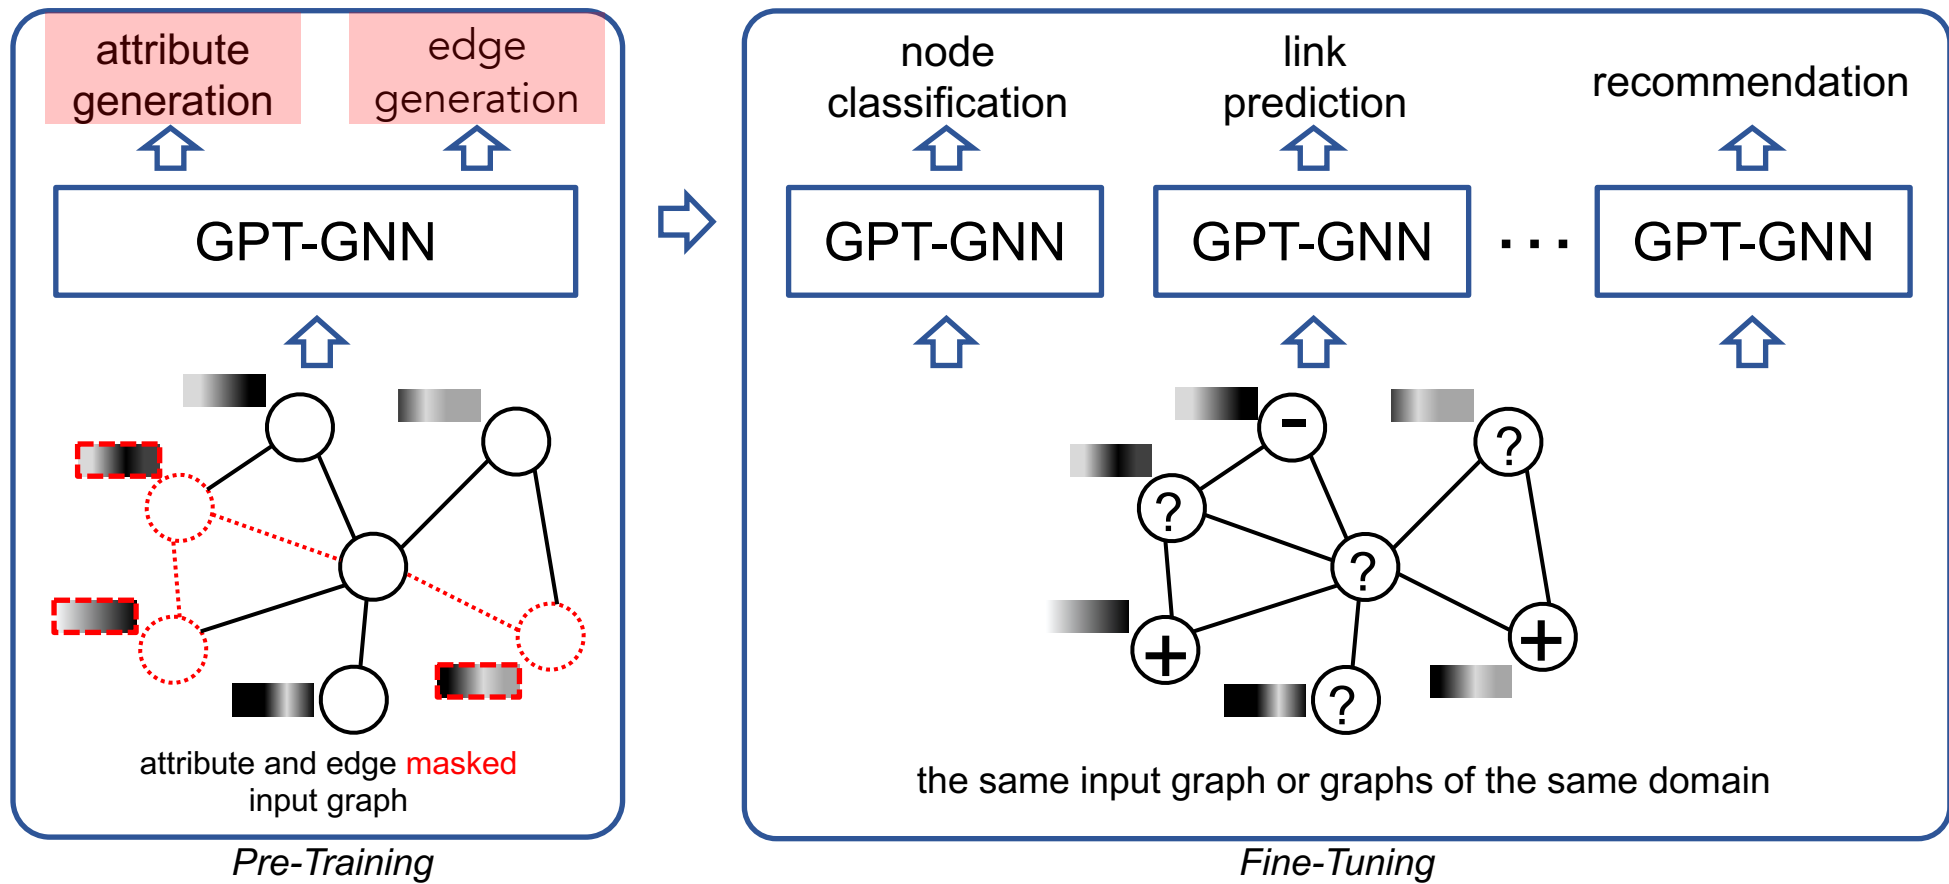 attribute
generation
edge
generation
GPT-GNN
attribute and edge masked
input graph
Pre-Training
node
classification
link
prediction
recommendation
GPT-GNN
GPT-GNN
...
GPT-GNN
-
?
?
?
+
+
?
the same input graph or graphs of the same domain
Fine-Tuning